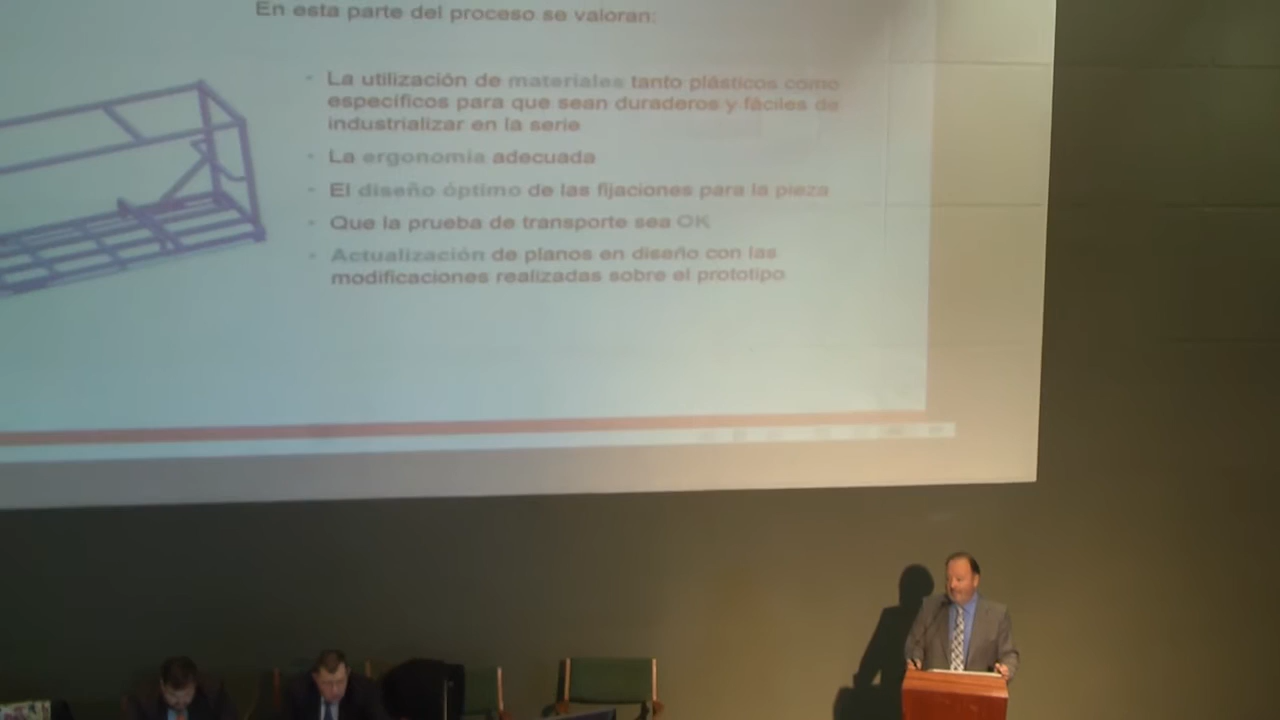 En esta parte del proceso se valoran:
- La utilización de materiales tanto plásticos como
específicos para que sean duraderos y fáciles de
industrializar en la serie
- La ergonomia adecuada
- El diseño óptimo de las fijaciones para la pieza
- Que la prueba de transporte sea OK
- Actualización de planos en diseño con las
modificaciones realizadas sobre el prototipo